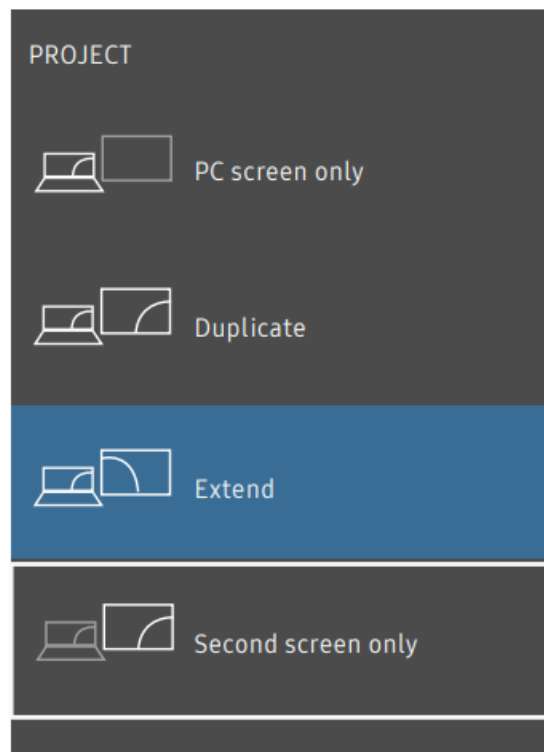 PROJECT
PC screen only
Duplicate
Extend
Second screen only